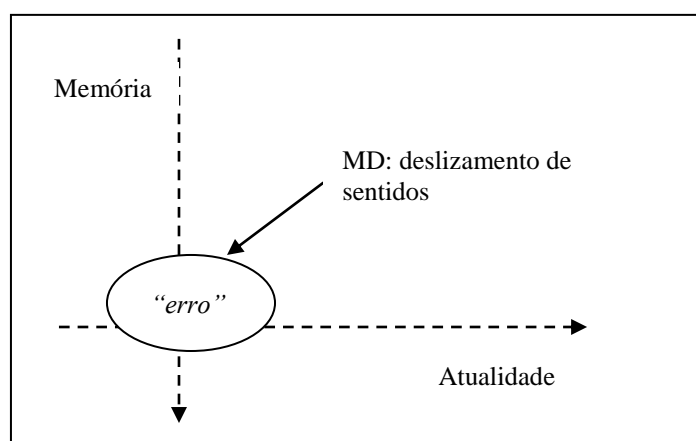 Memória
MD: deslizamento de
sentidos
“erro”
Atualidade